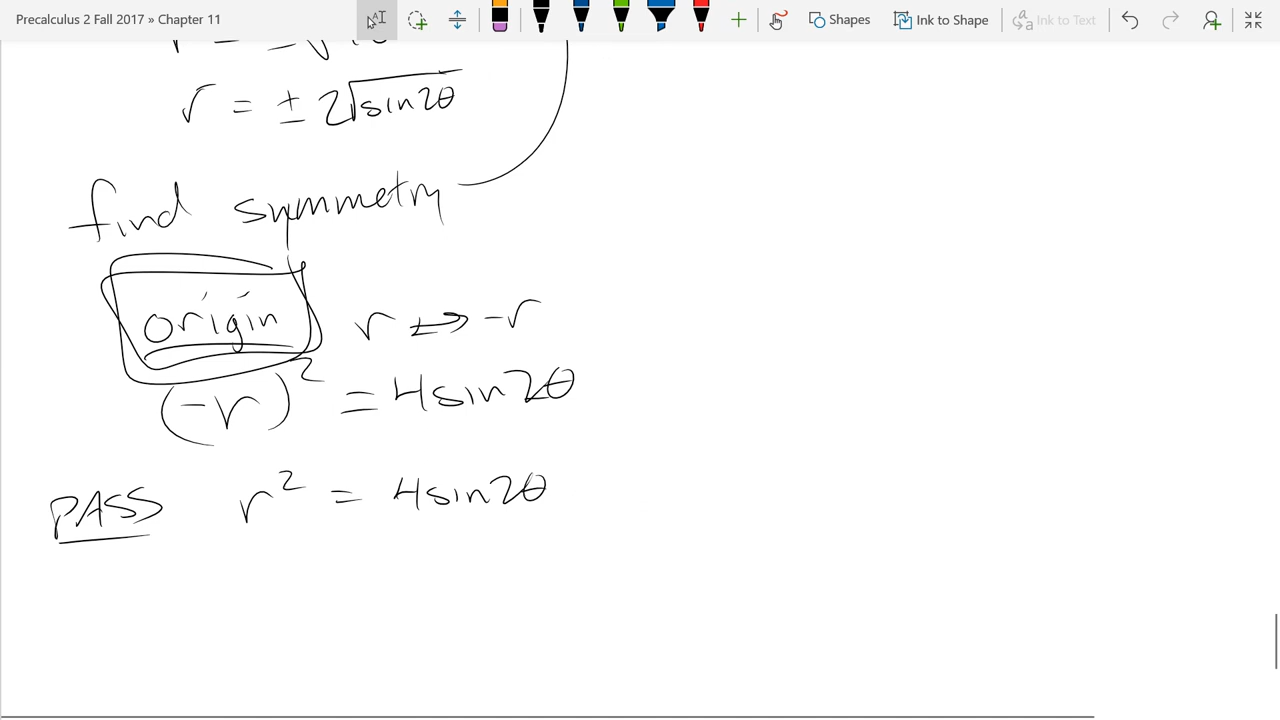 Precalculus 2 Fall 2017 » Chapter 11
Shapes
Ink to Shape
Ink to Text
r = ± 2√sin2θ
find symmetry
origin r ↔ -r
(-r)² = 4sin2θ
PASS r² = 4sin2θ